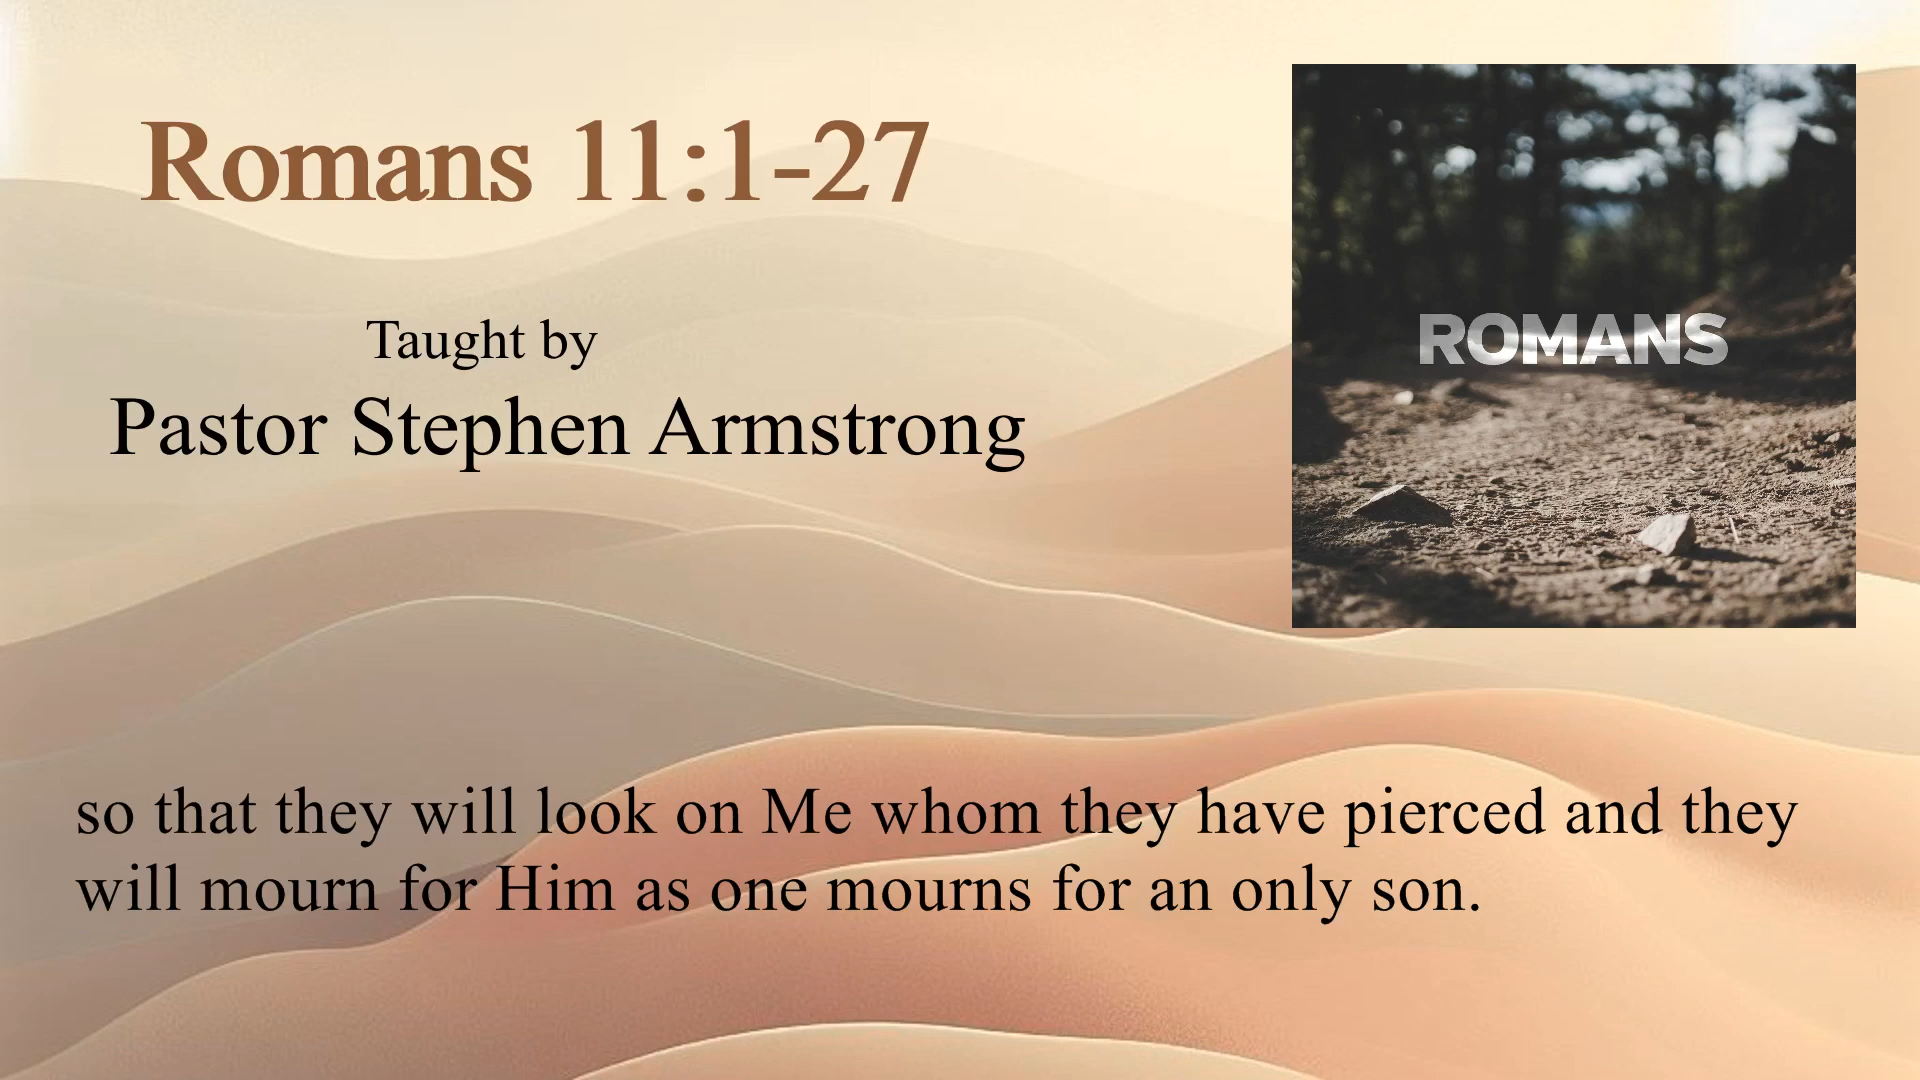 Romans 11:1-27
ROMANS
Taught by
Pastor Stephen Armstrong
so that they will look on Me whom they have pierced and they
will mourn for Him as one mourns for an only son.